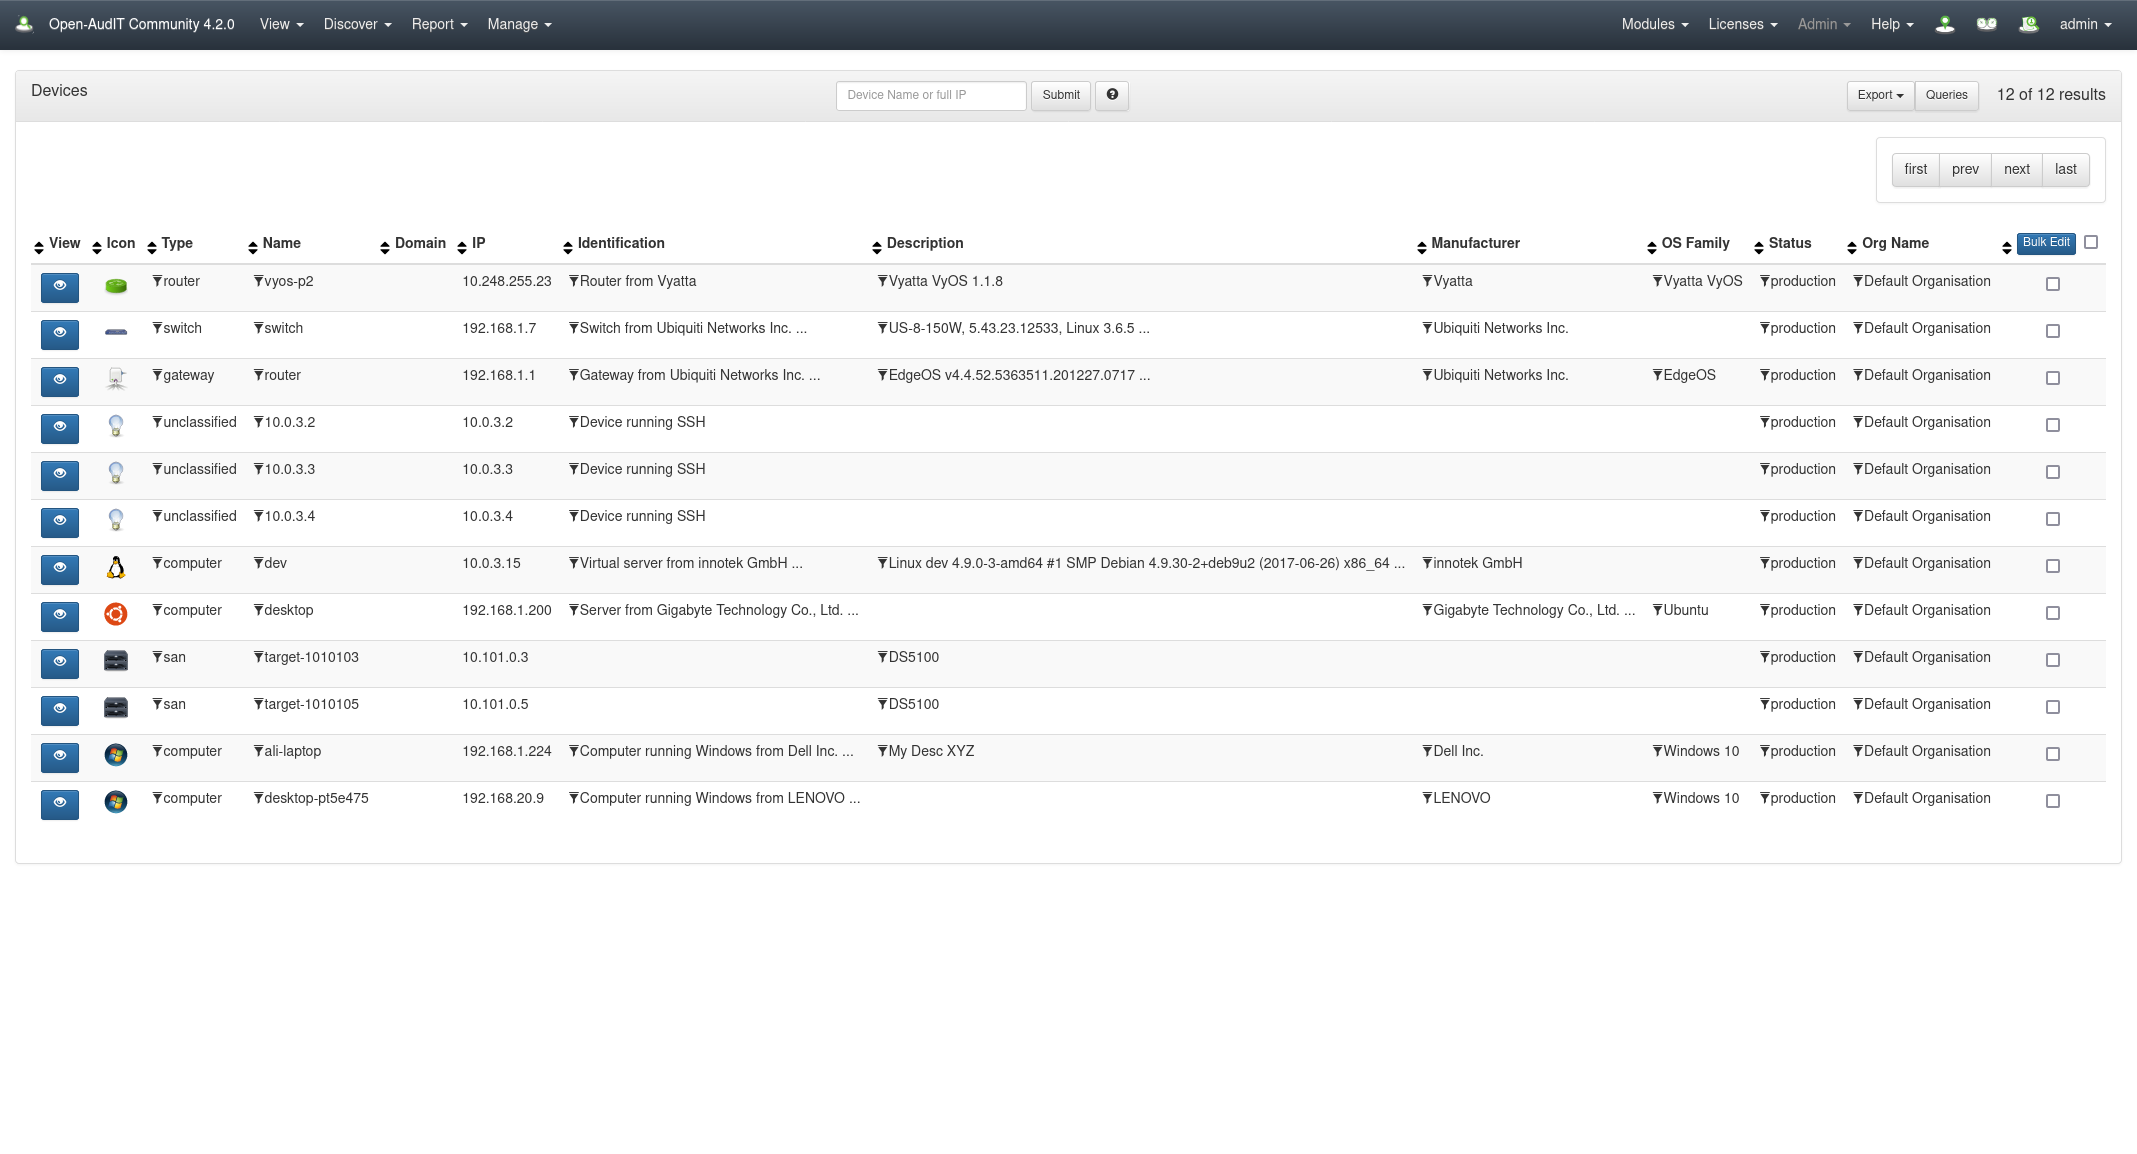 Open-AudIT Community 4.2.0 View Discover Report Manage Modules Licenses Admin Help admin
Devices Device Name or full IP Submit Export Queries 12 of 12 results
first prev next last
View Icon Type Name Domain IP Identification Description Manufacturer OS Family Status Org Name Bulk Edit
router vyos-p2 10.248.255.23 Router from Vyatta Vyatta VyOS 1.1.8 Vyatta Vyatta VyOS production Default Organisation
switch switch 192.168.1.7 Switch from Ubiquiti Networks Inc. ... US-8-150W, 5.43.23.12533, Linux 3.6.5 ... Ubiquiti Networks Inc. production Default Organisation
gateway router 192.168.1.1 Gateway from Ubiquiti Networks Inc. ... EdgeOS v4.4.52.5363511.201227.0717 ... Ubiquiti Networks Inc. EdgeOS production Default Organisation
unclassified 10.0.3.2 10.0.3.2 Device running SSH production Default Organisation
unclassified 10.0.3.3 10.0.3.3 Device running SSH production Default Organisation
unclassified 10.0.3.4 10.0.3.4 Device running SSH production Default Organisation
computer dev 10.0.3.15 Virtual server from innotek GmbH ... Linux dev 4.9.0-3-amd64 #1 SMP Debian 4.9.30-2+deb9u2 (2017-06-26) x86_64 ... innotek GmbH production Default Organisation
computer desktop 192.168.1.200 Server from Gigabyte Technology Co., Ltd. ... Gigabyte Technology Co., Ltd. ... Ubuntu production Default Organisation
san target-1010103 10.101.0.3 DS5100 production Default Organisation
san target-1010105 10.101.0.5 DS5100 production Default Organisation
computer ali-laptop 192.168.1.224 Computer running Windows from Dell Inc. ... My Desc XYZ Dell Inc. Windows 10 production Default Organisation
computer desktop-pt5e475 192.168.20.9 Computer running Windows from LENOVO ... LENOVO Windows 10 production Default Organisation